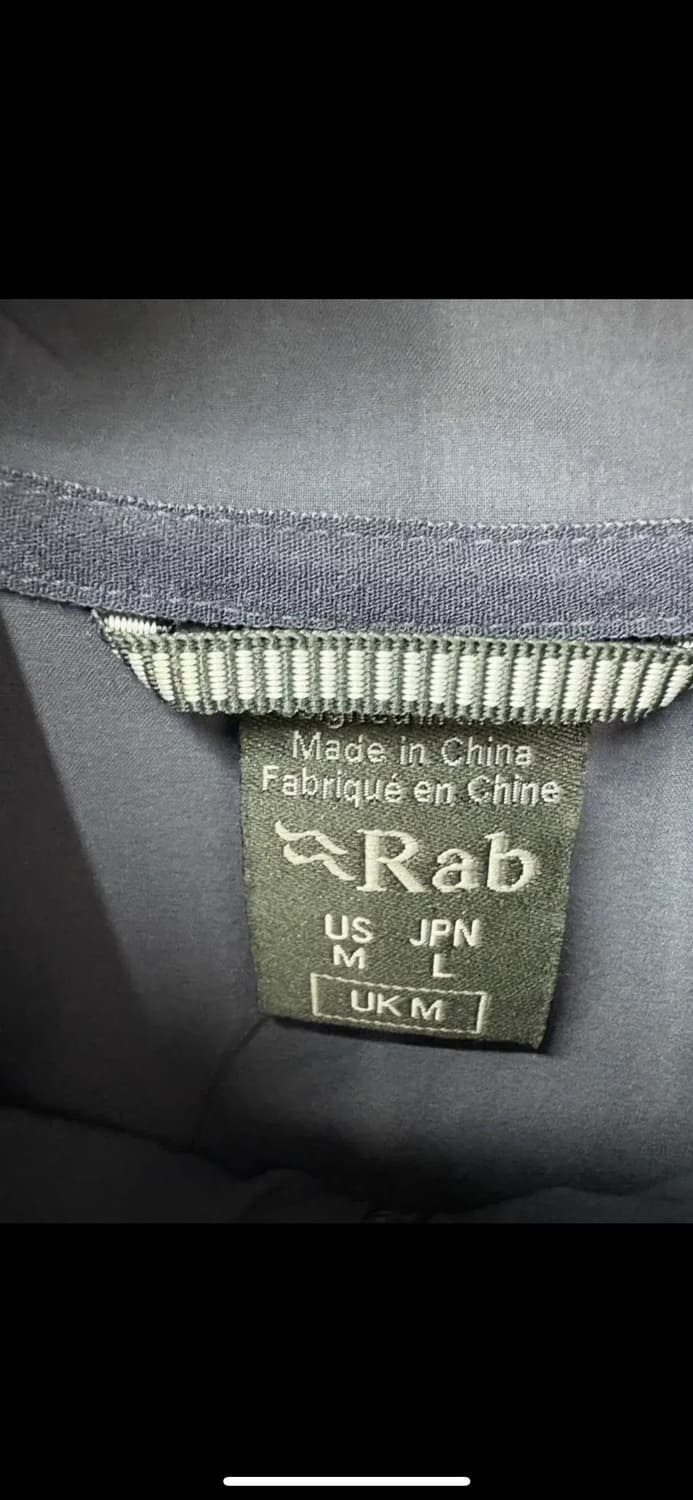 Made in China
Fabriqué en Chine
Rab
US JPN
M L
UK M